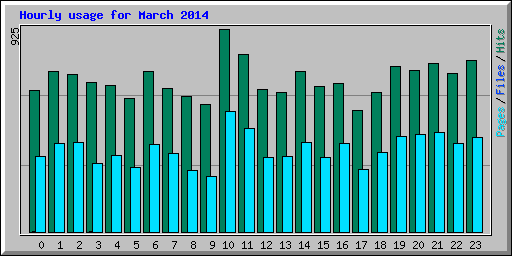 Hourly usage for March 2014
925
Pages/Files/Hits
0 1 2 3 4 5 6 7 8 9 10 11 12 13 14 15 16 17 18 19 20 21 22 23